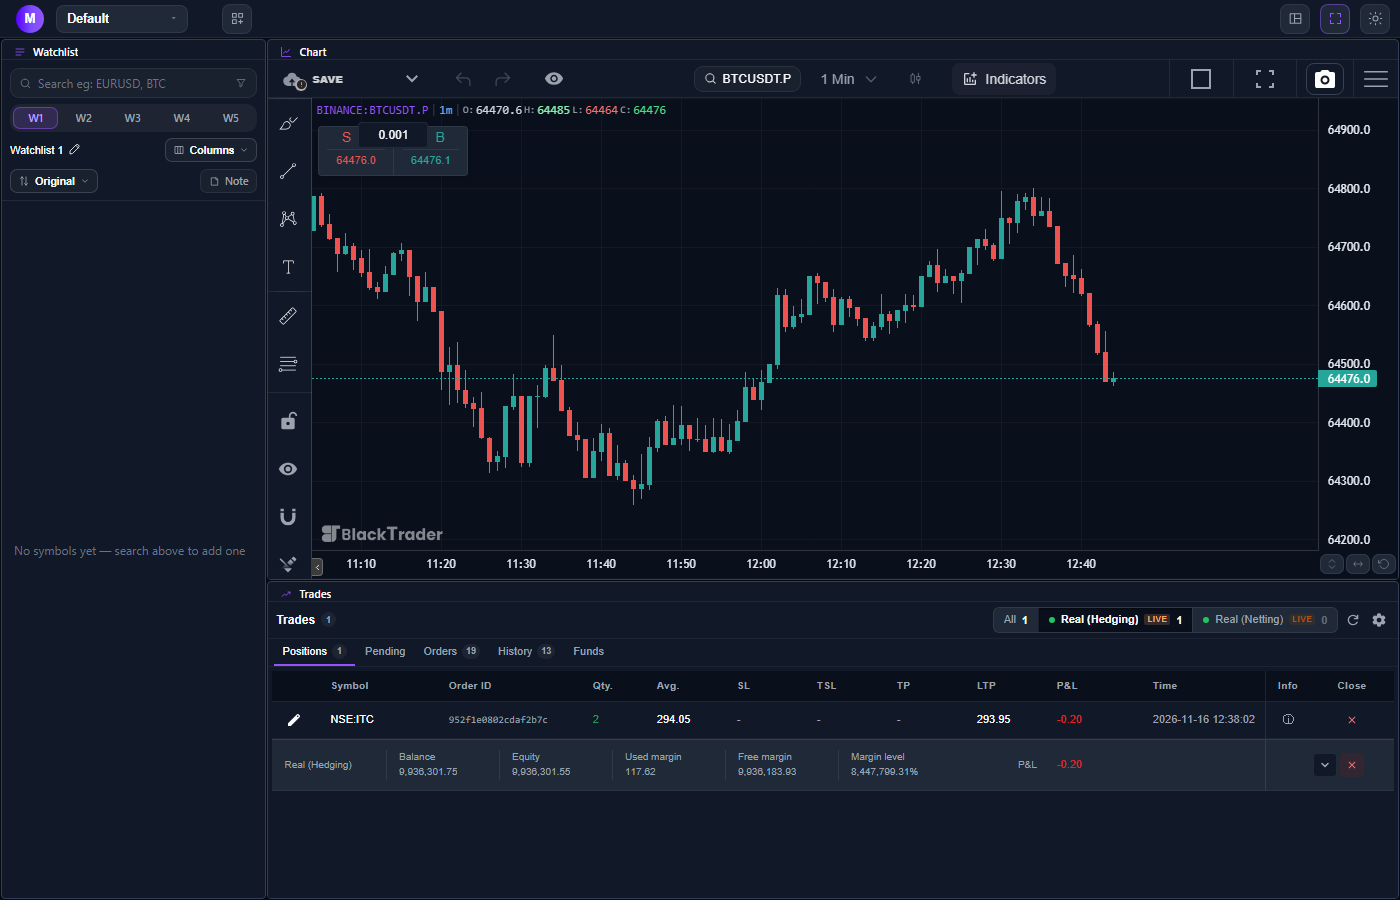 M Default
Watchlist
Search eg: EURUSD, BTC
W1 W2 W3 W4 W5
Watchlist 1 Columns
Original Note
No symbols yet — search above to add one
Chart
SAVE BTCUSDT.P 1 Min Indicators
BINANCE:BTCUSDT.P 1m O: 64470.6 H: 64485 L: 64464 C: 64476
S 0.001 B
64476.0 64476.1
64900.0
64800.0
64700.0
64600.0
64500.0
64476.0
64400.0
64300.0
64200.0
BlackTrader
11:10 11:20 11:30 11:40 11:50 12:00 12:10 12:20 12:30 12:40
Trades
Trades 1 All 1 Real (Hedging) LIVE 1 Real (Netting) LIVE 0
Positions 1 Pending Orders 19 History 13 Funds
Symbol Order ID Qty. Avg. SL TSL TP LTP P&L Time Info Close
NSE:ITC 952f1e0802cdaf2b7c 2 294.05 - - - 293.95 -0.20 2026-11-16 12:38:02
Real (Hedging) Balance Equity Used margin Free margin Margin level P&L -0.20
9,936,301.75 9,936,301.55 117.62 9,936,183.93 8,447,799.31%